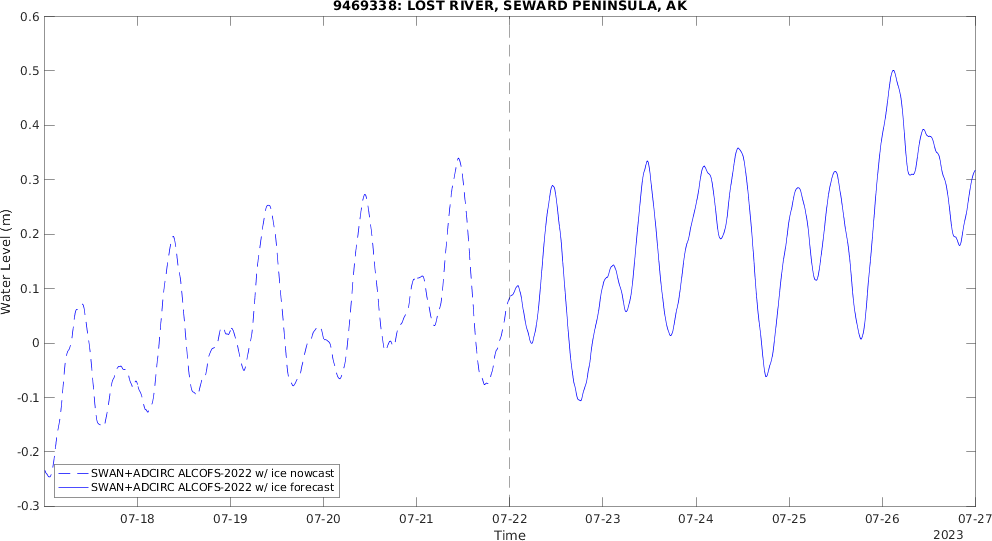 9469338: LOST RIVER, SEWARD PENINSULA, AK
0.6
0.5
0.4
0.3
0.2
0.1
0
-0.1
-0.2
-0.3
Water Level (m)
SWAN+ADCIRC ALCOFS-2022 w/ ice nowcast
SWAN+ADCIRC ALCOFS-2022 w/ ice forecast
07-18 07-19 07-20 07-21 07-22 07-23 07-24 07-25 07-26 07-27
Time
2023